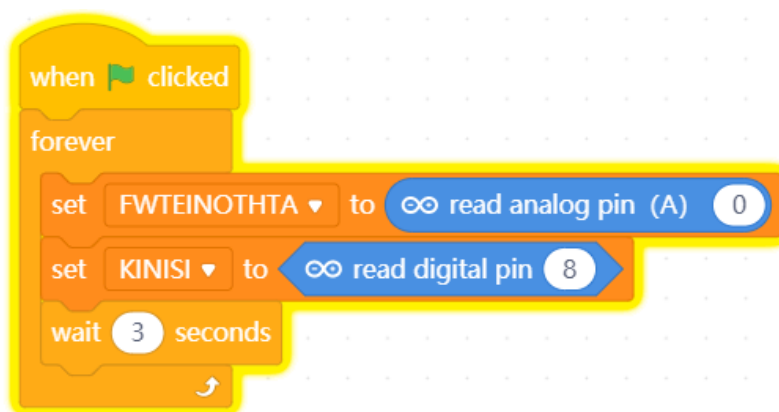 when clicked
forever
set FWTEINOTHTA to read analog pin (A) 0
set KINISI to read digital pin 8
wait 3 seconds